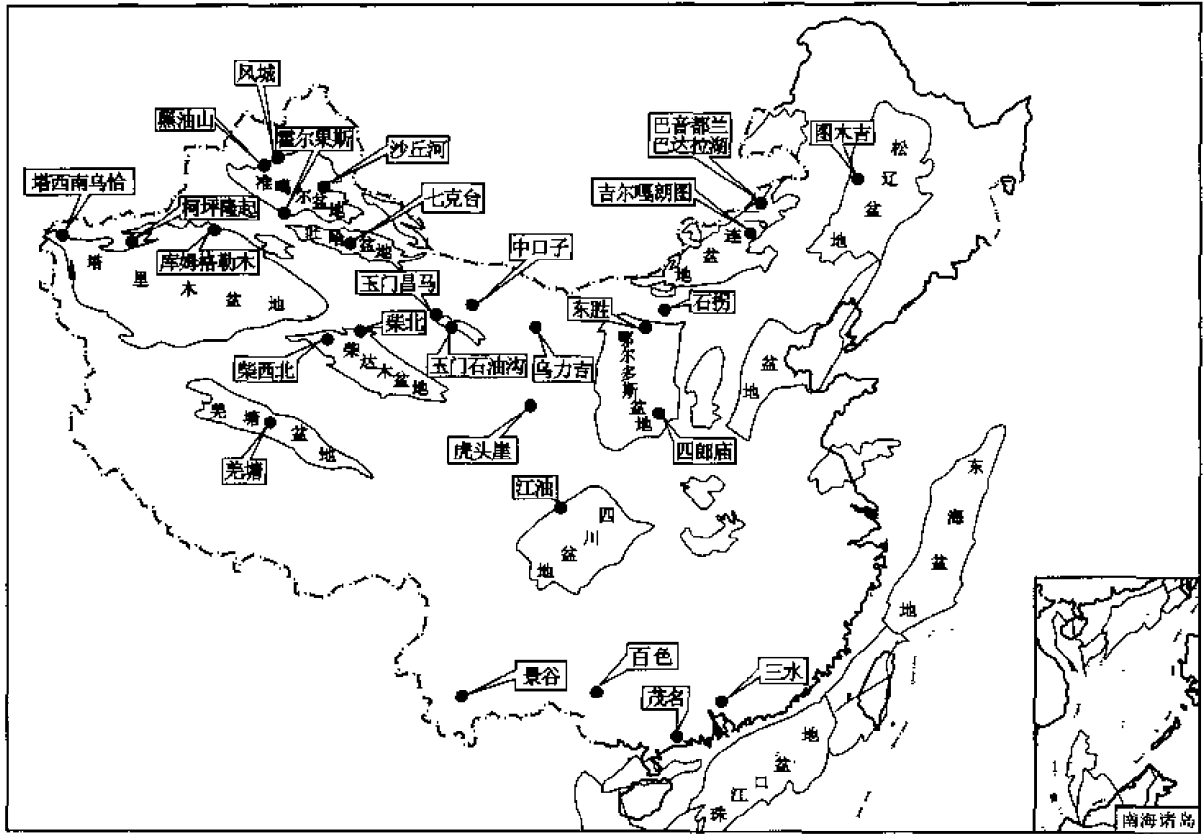 风城
黑油山
霍尔果斯
沙丘河
塔西南乌恰
柯坪隆起
准噶尔盆地
七克台
库姆格勒木
吐哈盆地
塔里木盆地
中口子
玉门昌马
柴北
玉门石油沟
乌力吉
柴西北
柴达木盆地
羌塘盆地
羌塘
虎头崖
巴音都兰
巴达拉湖
图木吉
松辽盆地
吉尔嘎朗图
连盆地
石拐
东胜
鄂尔多斯盆地
盆地
四郎庙
江油
四川盆地
东海盆地
景谷
百色
茂名
三水
珠江口盆地
南海诸岛